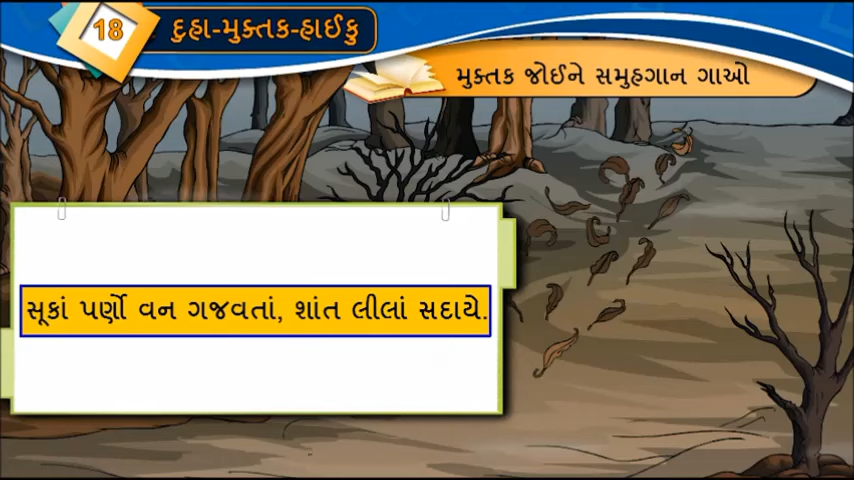 18
દુહા-મુક્તક-હાઈકુ
મુક્તક જોઈને સમુહગાન ગાઓ
સૂકાં પર્ણો વન ગજવતાં, શાંત લીલાં સદાયે.